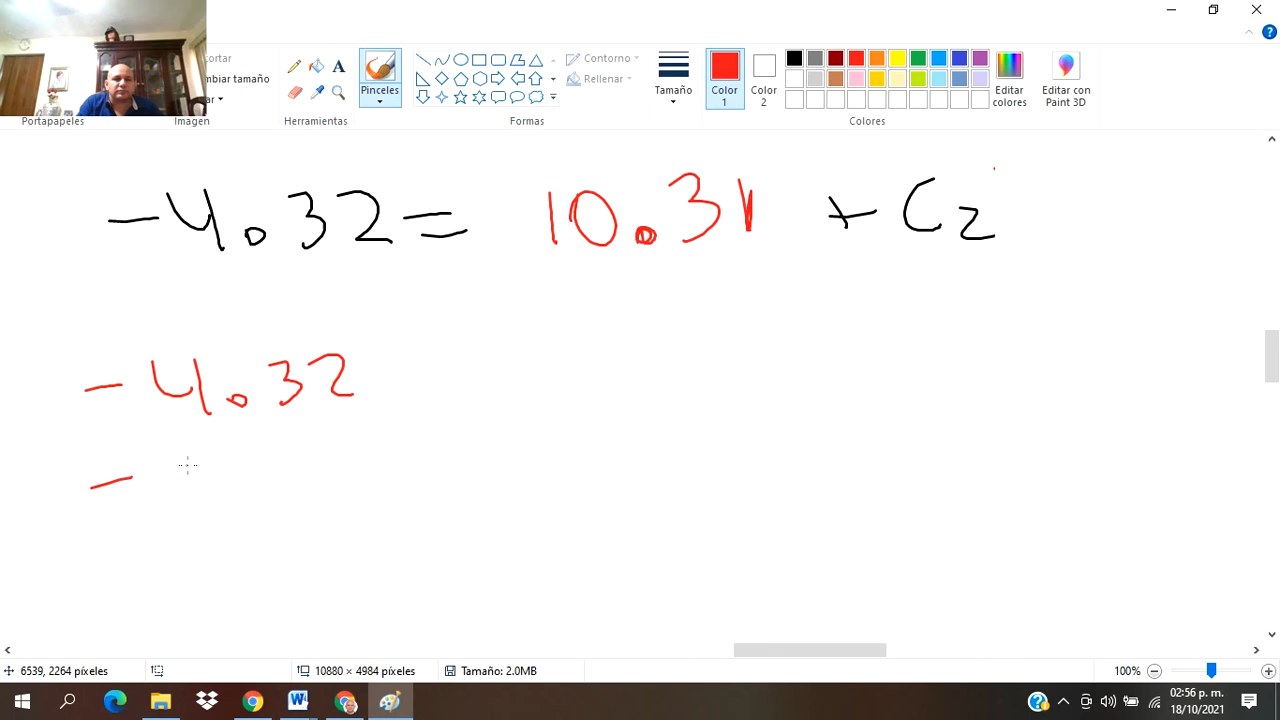 cortar
mbiar tamaño
ar
Portapapeles
Imagen
Herramientas
Pinceles
Contorno
Rellenar
Formas
Tamaño
Color 1
Color 2
Editar colores
Editar con Paint 3D
Colores
-4.32= 10.31 + C2
-4.32
-
6539, 2264 píxeles
10880 × 4984 píxeles
Tamaño: 2.0MB
100%
02:56 p. m.
18/10/2021